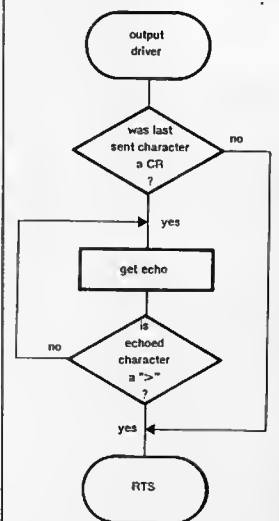 output
driver
was last
sent character
a CR
?
no
yes
get echo
is
echoed
character
a ">"
?
no
yes
RTS